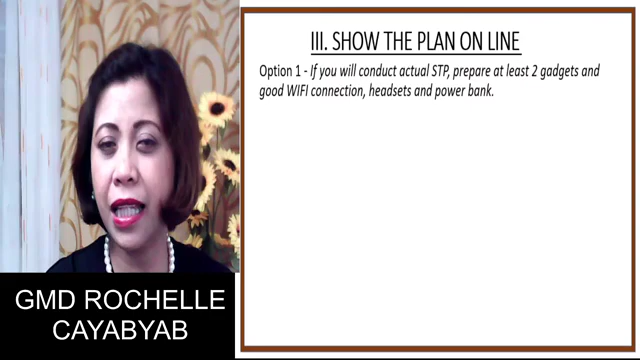 III. SHOW THE PLAN ON LINE
Option 1 - If you will conduct actual STP, prepare at least 2 gadgets and
good WIFI connection, headsets and power bank.
GMD ROCHELLE
CAYABYAB